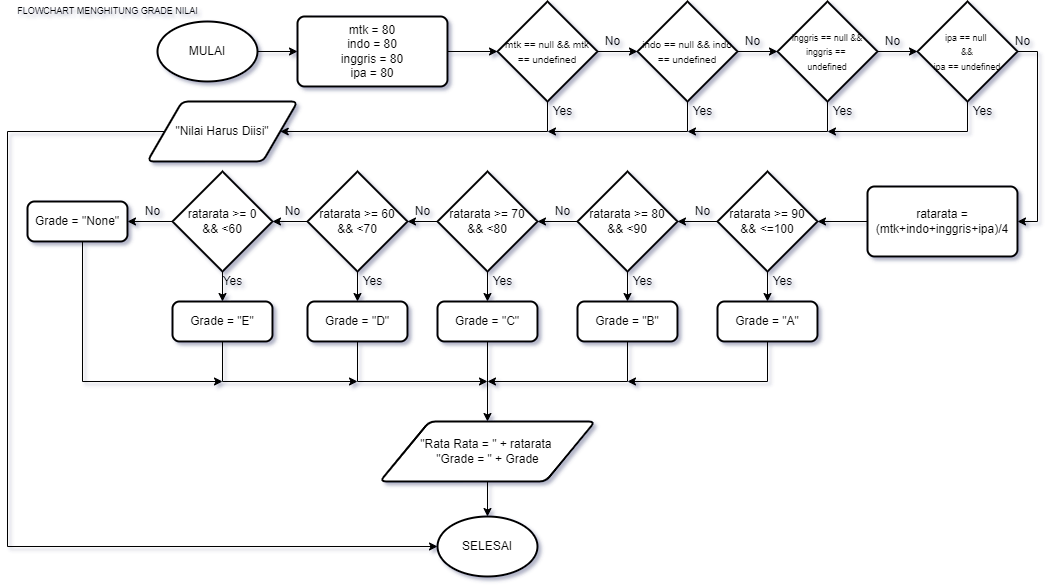 FLOWCHART MENGHITUNG GRADE NILAI
MULAI
mtk = 80
indo = 80
inggris = 80
ipa = 80
mtk == null && mtk
== undefined
No
indo == null && indo
== undefined
No
inggris == null &&
inggris ==
undefined
No
ipa == null
&&
ipa == undefined
No
Yes
Yes
Yes
Yes
"Nilai Harus Diisi"
ratarata =
(mtk+indo+inggris+ipa)/4
ratarata >= 90
&& <=100
No
ratarata >= 80
&& <90
No
ratarata >= 70
&& <80
No
ratarata >= 60
&& <70
No
ratarata >= 0
&& <60
No
Grade = "None"
Yes
Yes
Yes
Yes
Yes
Grade = "E"
Grade = "D"
Grade = "C"
Grade = "B"
Grade = "A"
"Rata Rata = " + ratarata
"Grade = " + Grade
SELESAI